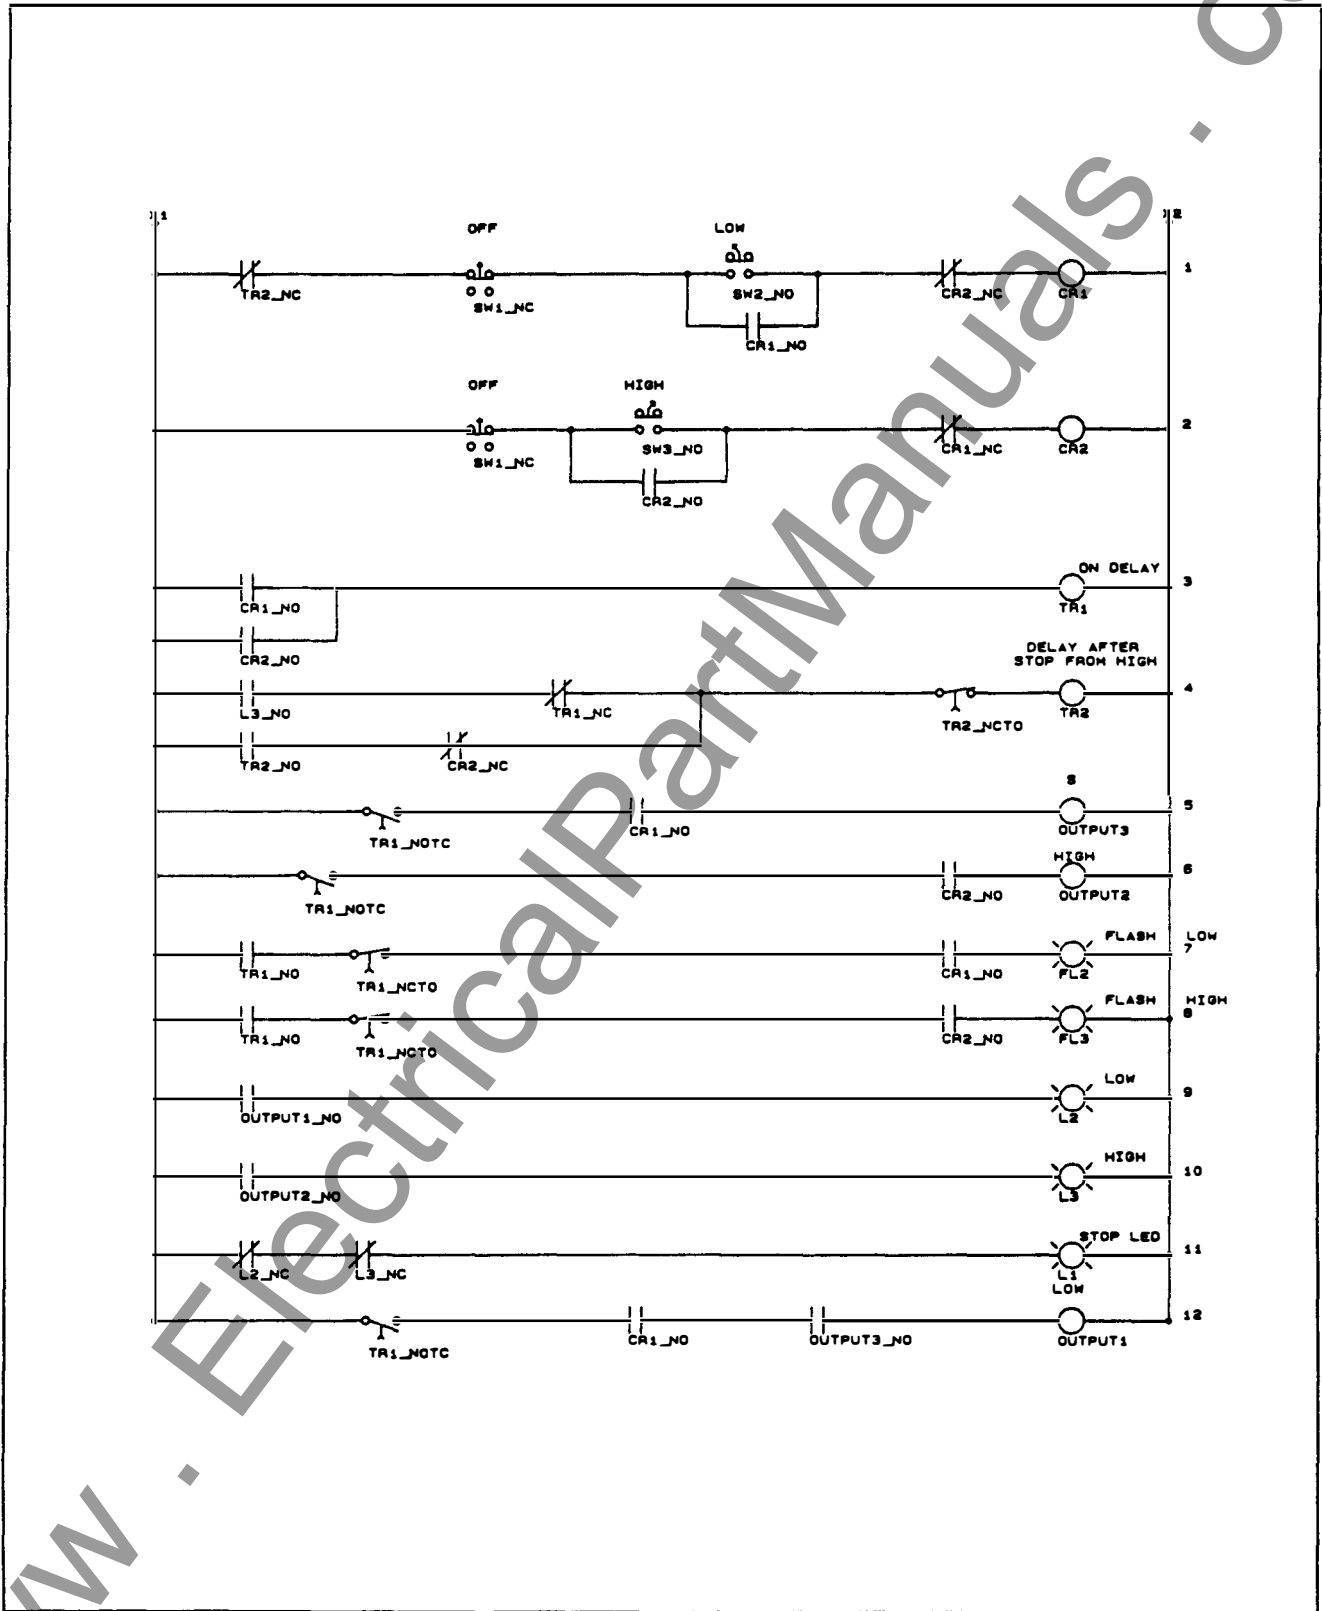 1
2
OFF LOW
1
TR2_NC SW1_NC SW2_NO CR2_NC CR1
CR1_NO
OFF HIGH
2
SW1_NC SW3_NO CR1_NC CR2
CR2_NO
ON DELAY
3
CR1_NO TR1
CR2_NO
DELAY AFTER
STOP FROM HIGH
4
L3_NO TR1_NC TR2_NCTO TR2
TR2_NO CR2_NC
S
5
TR1_NOTC CR1_NO OUTPUT3
HIGH
6
TR1_NOTC CR2_NO OUTPUT2
FLASH LOW
7
TR1_NO TR1_NCTO CR1_NO FL2
FLASH HIGH
8
TR1_NO TR1_NCTO CR2_NO FL3
LOW
9
OUTPUT1_NO L2
HIGH
10
OUTPUT2_NO L3
STOP LED
11
L2_NC L3_NC L1
LOW
12
TR1_NOTC CR1_NO OUTPUT3_NO OUTPUT1
w . ElectricalPartManuals . c